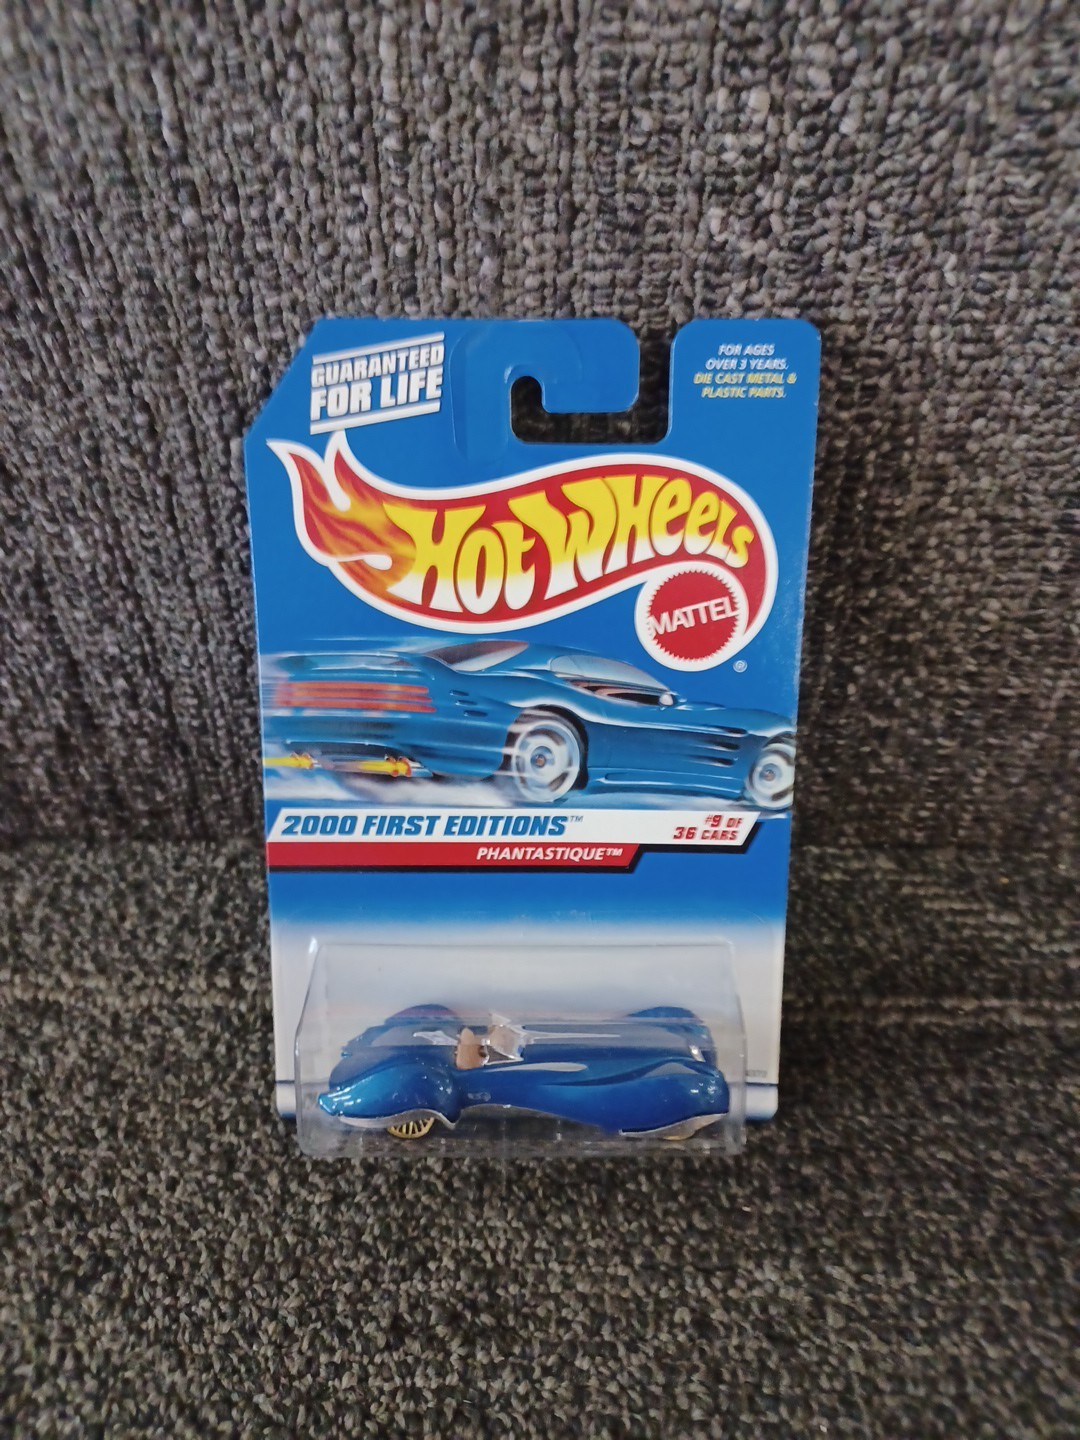 GUARANTEED
FOR LIFE
FOR AGES
OVER 3 YEARS.
DIE CAST METAL &
PLASTIC PARTS.
HOT WHEELS
MATTEL
®
2000 FIRST EDITIONS™
#9 OF
36 CARS
PHANTASTIQUE™